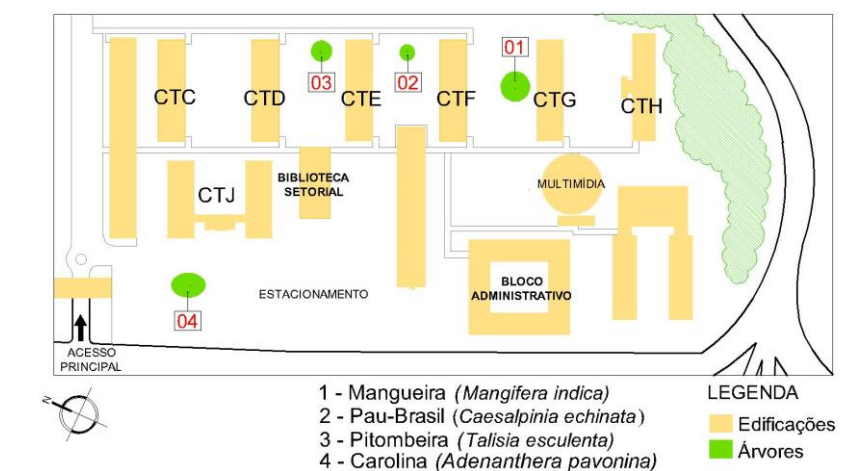 01
03
02
CTC
CTD
CTE
CTF
CTG
CTH
CTJ
BIBLIOTECA
SETORIAL
MULTIMÍDIA
BLOCO
ADMINISTRATIVO
ESTACIONAMENTO
04
ACESSO
PRINCIPAL
N
1 - Mangueira (Mangifera indica)
2 - Pau-Brasil (Caesalpinia echinata)
3 - Pitombeira (Talisia esculenta)
4 - Carolina (Adenanthera pavonina)
LEGENDA
Edificações
Árvores